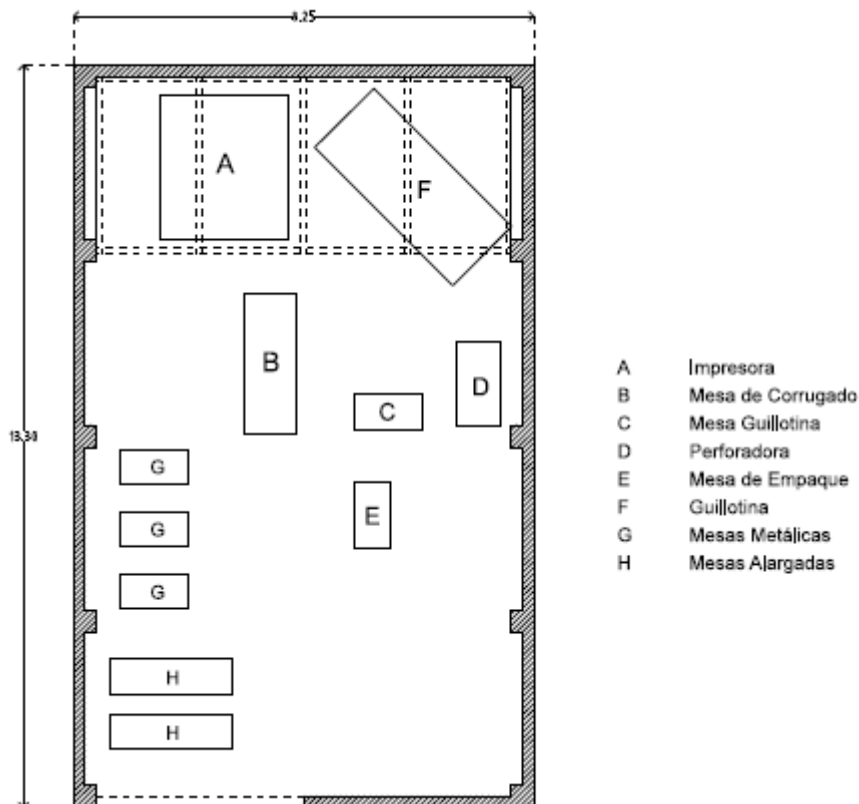 8.25
A
F
B
D
C
13.30
G
E
G
G
H
H
A Impresora
B Mesa de Corrugado
C Mesa Guillotina
D Perforadora
E Mesa de Empaque
F Guillotina
G Mesas Metálicas
H Mesas Alargadas